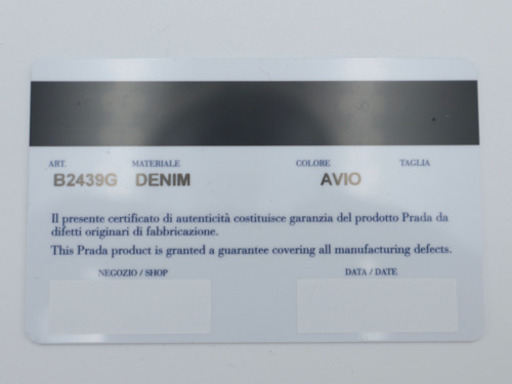 ART. MATERIALE COLORE TAGLIA
B2439G DENIM AVIO
Il presente certificato di autenticità costituisce garanzia del prodotto Prada da
difetti originari di fabbricazione.
This Prada product is granted a guarantee covering all manufacturing defects.
NEGOZIO / SHOP DATA / DATE